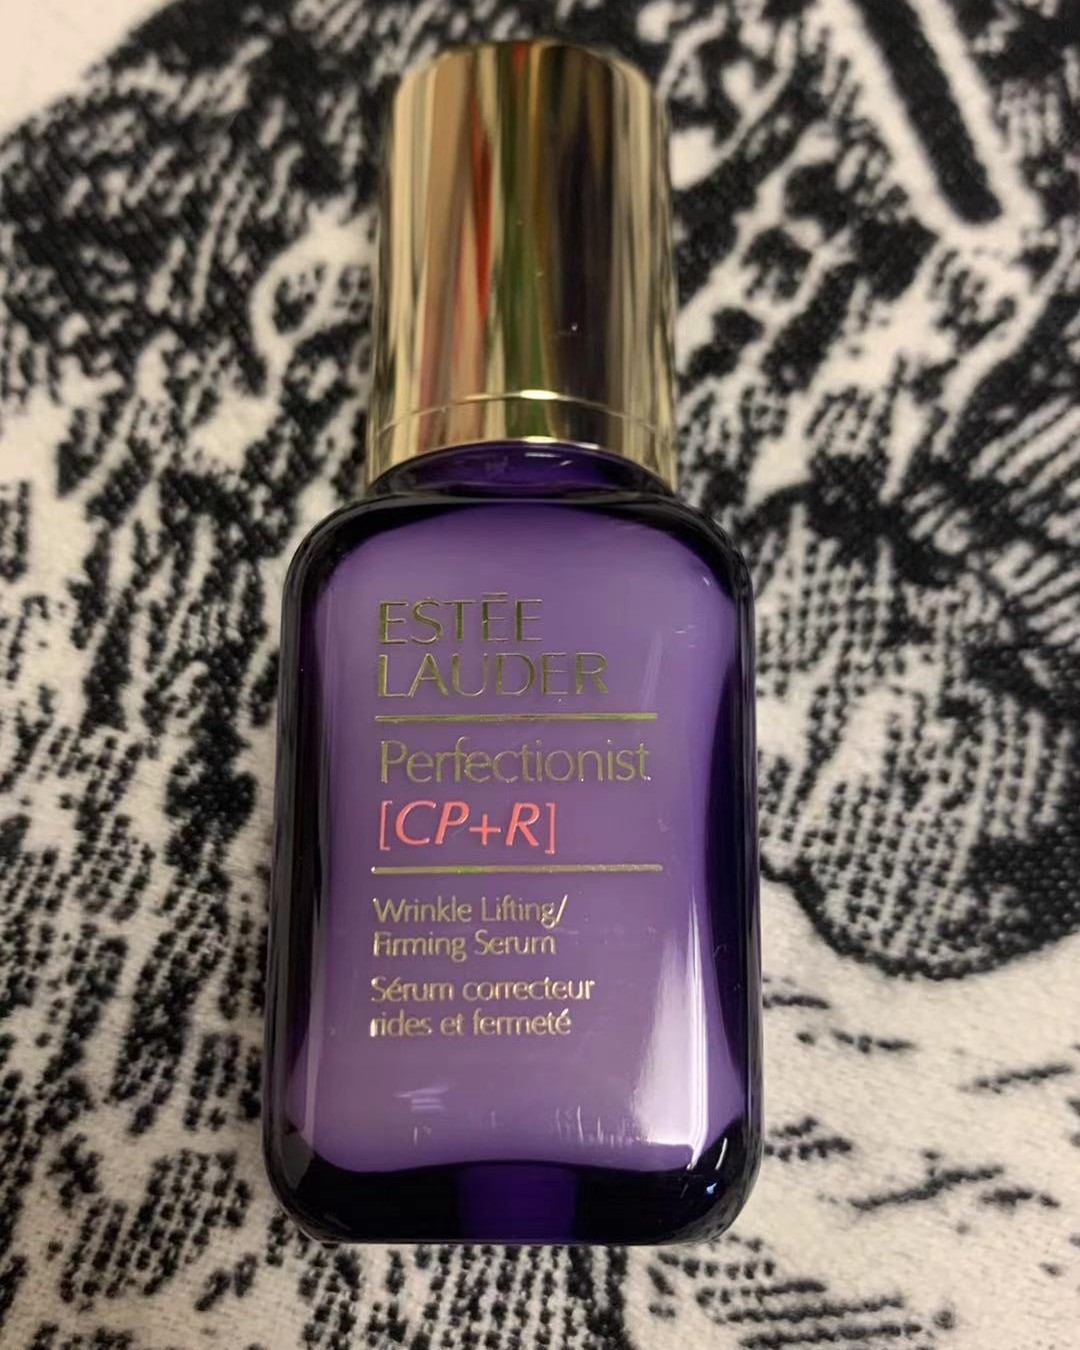 ESTĒE
LAUDER
Perfectionist
[CP+R]
Wrinkle Lifting/
Firming Serum
Sérum correcteur
rides et fermeté